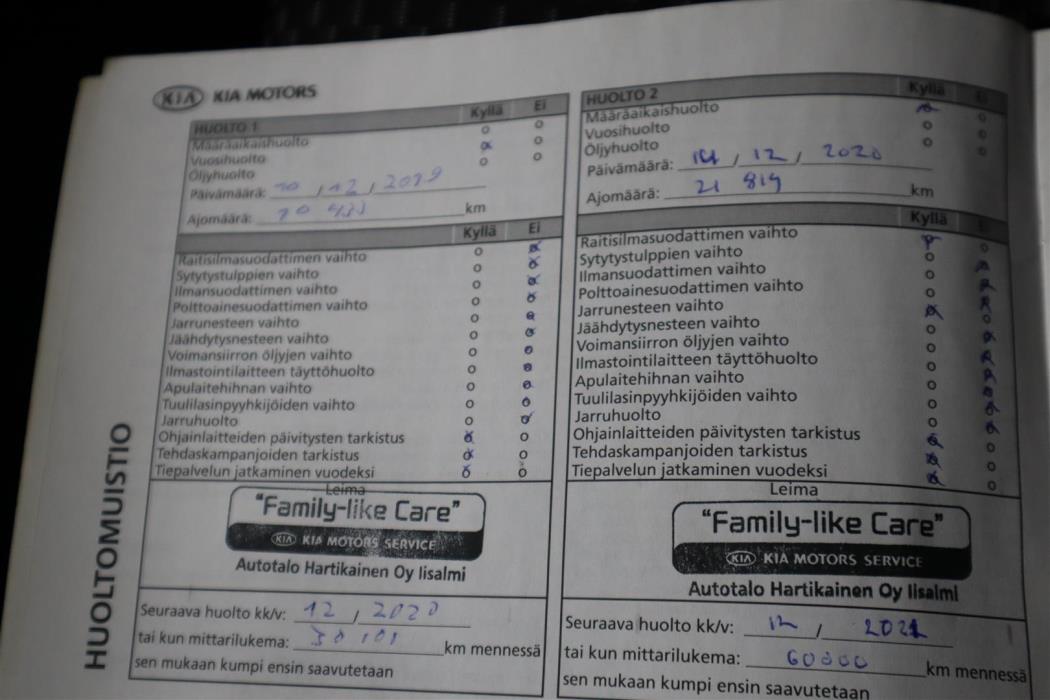 HUOLTOMUISTIO
KIA KIA MOTORS
HUOLTO 1 Kyllä Ei
Määräaikaishuolto
Vuosihuolto
Öljyhuolto
Päivämäärä: 10 / 12 / 2019
Ajomäärä: km
Kyllä Ei
Raitisilmasuodattimen vaihto
Sytytystulppien vaihto
Ilmansuodattimen vaihto
Polttoainesuodattimen vaihto
Jarrunesteen vaihto
Jäähdytysnesteen vaihto
Voimansiirron öljyjen vaihto
Ilmastointilaitteen täyttöhuolto
Apulaitehihnan vaihto
Tuulilasinpyyhkijöiden vaihto
Jarruhuolto
Ohjainlaitteiden päivitysten tarkistus
Tehdaskampanjoiden tarkistus
Tiepalvelun jatkaminen vuodeksi
Leima
"Family-like Care"
KIA KIA MOTORS SERVICE
Autotalo Hartikainen Oy Iisalmi
Seuraava huolto kk/v: 12 / 2020
tai kun mittarilukema: km mennessä
sen mukaan kumpi ensin saavutetaan
HUOLTO 2 Kyllä Ei
Määräaikaishuolto
Vuosihuolto
Öljyhuolto
Päivämäärä: / 12 / 2020
Ajomäärä: 21 819 km
Kyllä Ei
Raitisilmasuodattimen vaihto
Sytytystulppien vaihto
Ilmansuodattimen vaihto
Polttoainesuodattimen vaihto
Jarrunesteen vaihto
Jäähdytysnesteen vaihto
Voimansiirron öljyjen vaihto
Ilmastointilaitteen täyttöhuolto
Apulaitehihnan vaihto
Tuulilasinpyyhkijöiden vaihto
Jarruhuolto
Ohjainlaitteiden päivitysten tarkistus
Tehdaskampanjoiden tarkistus
Tiepalvelun jatkaminen vuodeksi
Leima
"Family-like Care"
KIA KIA MOTORS SERVICE
Autotalo Hartikainen Oy Iisalmi
Seuraava huolto kk/v: 12 / 2021
tai kun mittarilukema: 60000 km mennessä
sen mukaan kumpi ensin saavutetaan